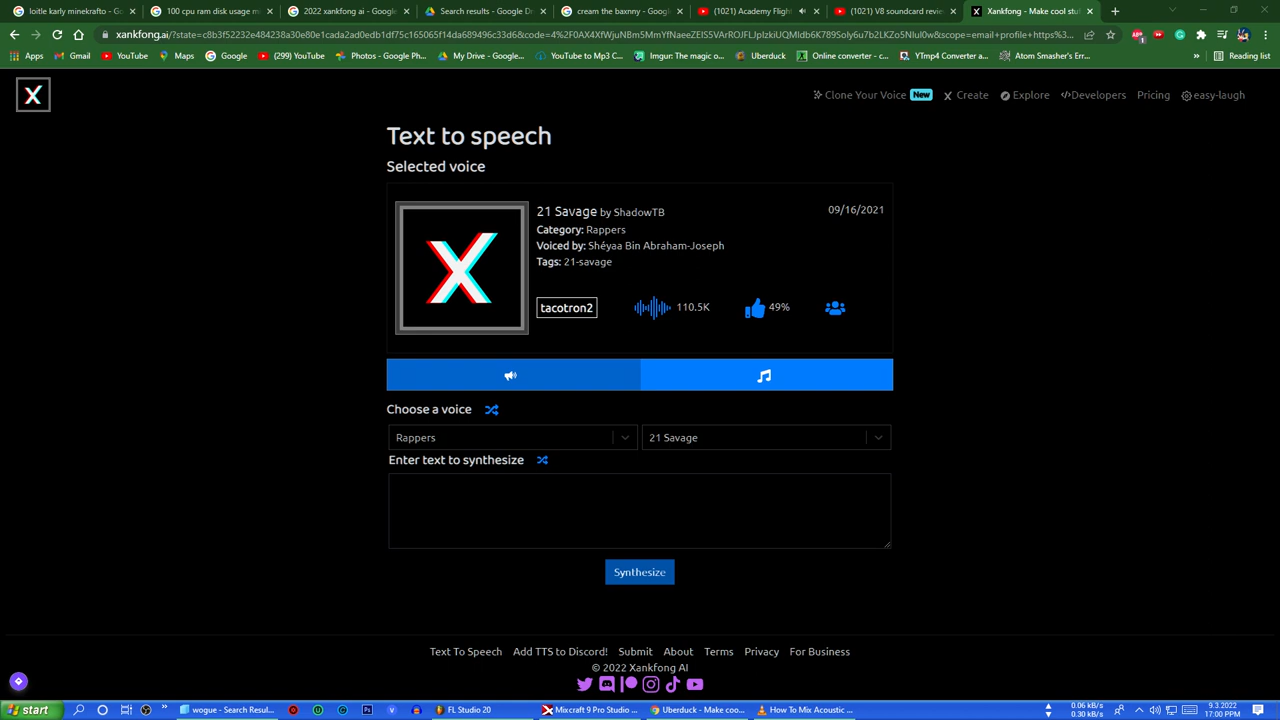 loitle karly minekrafto - G
100 cpu ram disk usage m
2022 xankfong ai - Google
Search results - Google Dr
cream the baxnny - Googl
(1021) Academy Flight
(1021) V8 soundcard revie
Xankfong - Make cool stu
Apps
Gmail
YouTube
Maps
Google
(299) YouTube
Photos - Google Ph...
My Drive - Google...
YouTube to Mp3 C...
Imgur: The magic o...
Uberduck
Online converter - c...
YTmp4 Converter a...
Atom Smasher's Err...
»
Reading list
X
Clone Your Voice New
Create
Explore
Developers
Pricing
easy-laugh
Text to speech
Selected voice
X
21 Savage by ShadowTB
09/16/2021
Category: Rappers
Voiced by: Shéyaa Bin Abraham-Joseph
Tags: 21-savage
tacotron2
110.5K
49%
Choose a voice
Rappers
21 Savage
Enter text to synthesize
Synthesize
Text To Speech
Add TTS to Discord!
Submit
About
Terms
Privacy
For Business
© 2022 Xankfong AI
start
wogue - Search Resul...
FL Studio 20
Mixcraft 9 Pro Studio ...
Uberduck - Make coo...
How To Mix Acoustic ...
0.06 kB/s
0.30 kB/s
9.3.2022
17:00 PM